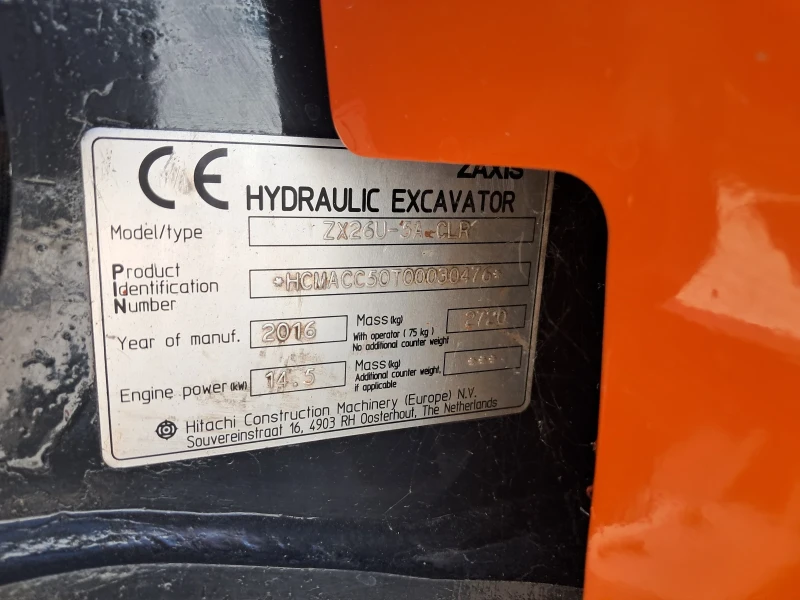 ZAXIS
CE
HYDRAULIC EXCAVATOR
Model/type ZX26U-5A CLR
Product
Identification *HCMACC50T00030476*
Number
Year of manuf. 2016 Mass(kg)
With operator (75 kg)
No additional counter weight
Engine power(kW) 14.5 Mass(kg) ***
Additional counter weight,
if applicable
Hitachi Construction Machinery (Europe) N.V.
Souvereinstraat 16, 4903 RH Oosterhout, The Netherlands